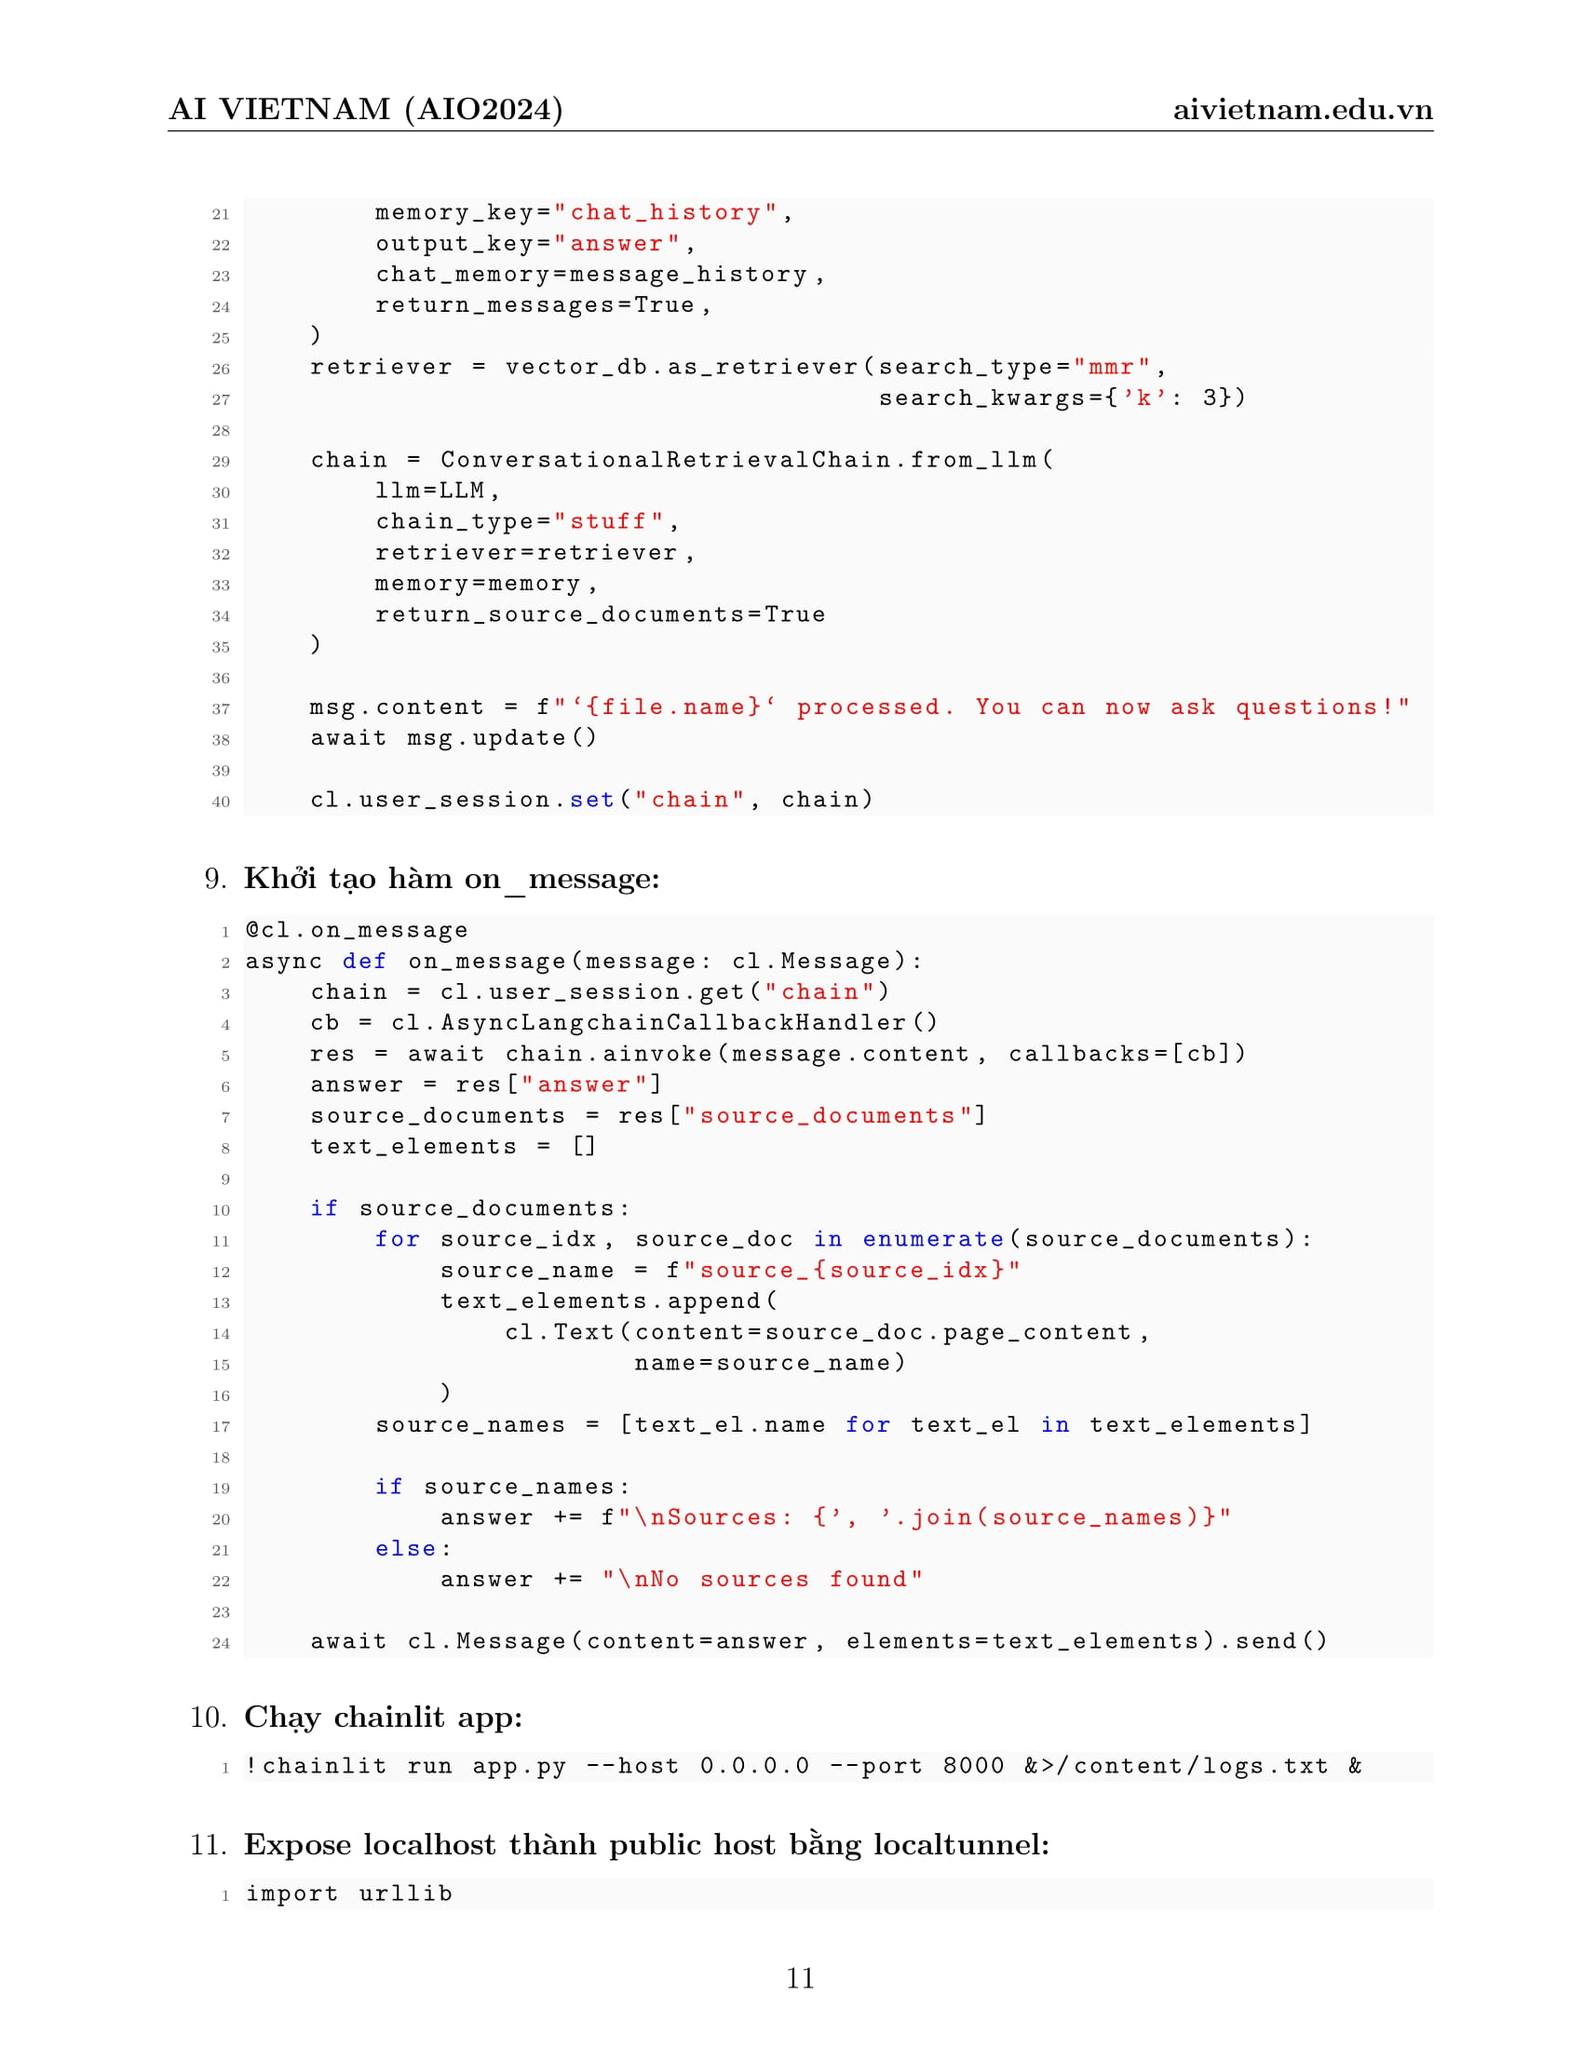 AI VIETNAM (AIO2024) aivietnam.edu.vn
21         memory_key="chat_history",
22         output_key="answer",
23         chat_memory=message_history,
24         return_messages=True,
25     )
26     retriever = vector_db.as_retriever(search_type="mmr",
27                                        search_kwargs={’k’: 3})
28
29     chain = ConversationalRetrievalChain.from_llm(
30         llm=LLM,
31         chain_type="stuff",
32         retriever=retriever,
33         memory=memory,
34         return_source_documents=True
35     )
36
37     msg.content = f"‘{file.name}‘ processed. You can now ask questions!"
38     await msg.update()
39
40     cl.user_session.set("chain", chain)
9. Khởi tạo hàm on_message:
1 @cl.on_message
2 async def on_message(message: cl.Message):
3     chain = cl.user_session.get("chain")
4     cb = cl.AsyncLangchainCallbackHandler()
5     res = await chain.ainvoke(message.content, callbacks=[cb])
6     answer = res["answer"]
7     source_documents = res["source_documents"]
8     text_elements = []
9
10     if source_documents:
11         for source_idx, source_doc in enumerate(source_documents):
12             source_name = f"source_{source_idx}"
13             text_elements.append(
14                 cl.Text(content=source_doc.page_content,
15                         name=source_name)
16             )
17         source_names = [text_el.name for text_el in text_elements]
18
19         if source_names:
20             answer += f"\nSources: {’, ’.join(source_names)}"
21         else:
22             answer += "\nNo sources found"
23
24     await cl.Message(content=answer, elements=text_elements).send()
10. Chạy chainlit app:
1 !chainlit run app.py --host 0.0.0.0 --port 8000 &>/content/logs.txt &
11. Expose localhost thành public host bằng localtunnel:
1 import urllib
11